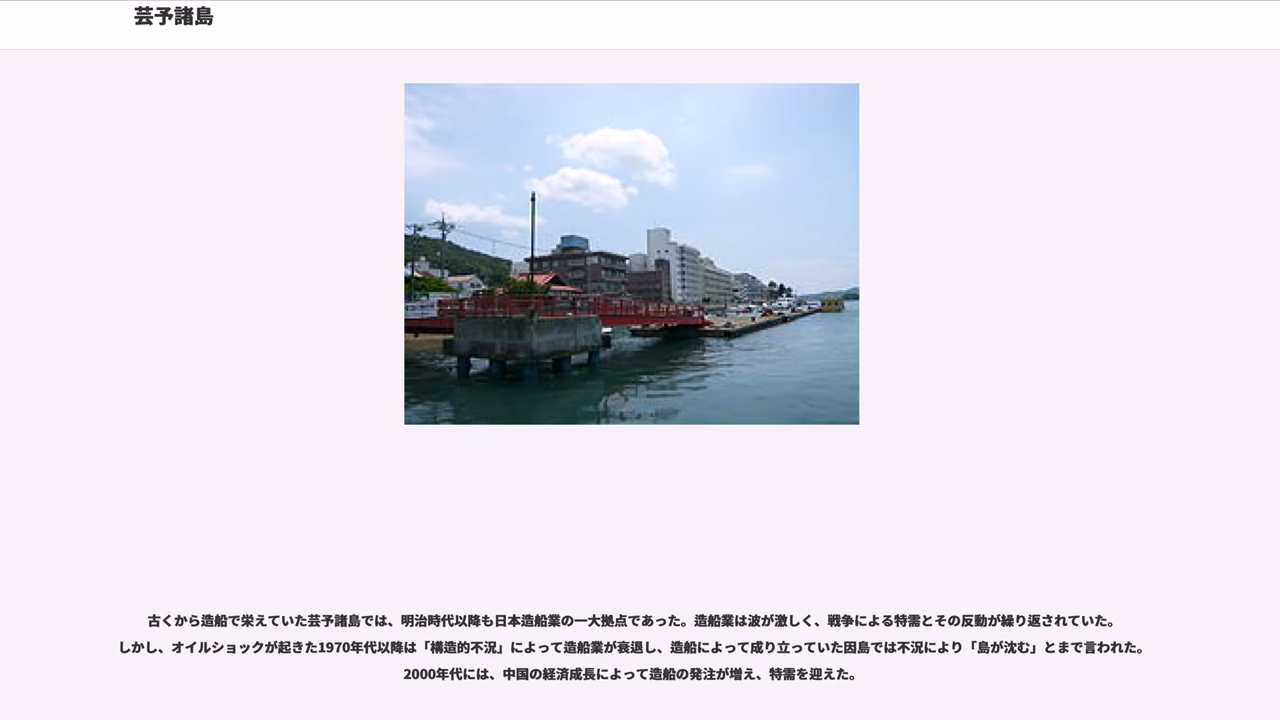 芸予諸島
古くから造船で栄えていた芸予諸島では、明治時代以降も日本造船業の一大拠点であった。造船業は波が激しく、戦争による特需とその反動が繰り返されていた。
しかし、オイルショックが起きた1970年代以降は「構造的不況」によって造船業が衰退し、造船によって成り立っていた因島では不況により「島が沈む」とまで言われた。
2000年代には、中国の経済成長によって造船の発注が増え、特需を迎えた。